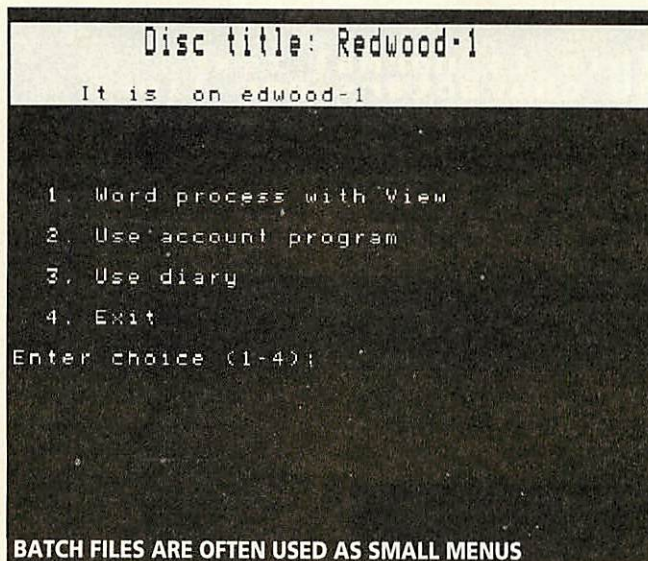 Disc title: Redwood-1
It is on edwood-1
1. Word process with View
2. Use account program
3. Use diary
4. Exit
Enter choice (1-4):
BATCH FILES ARE OFTEN USED AS SMALL MENUS